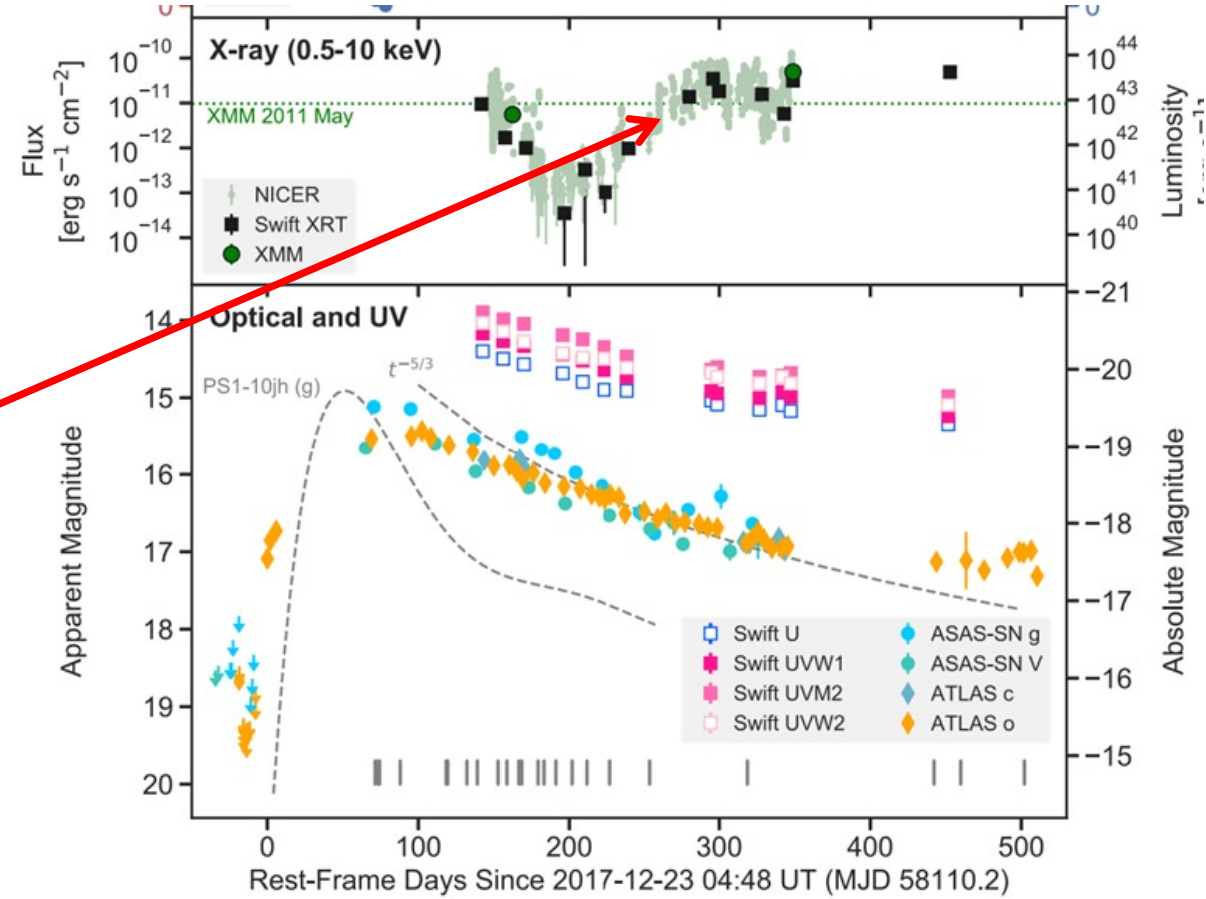 0
0
X-ray (0.5-10 keV)
10⁻¹⁰
10⁻¹¹
10⁻¹²
10⁻¹³
10⁻¹⁴
Flux
[erg s⁻¹ cm⁻²]
XMM 2011 May
NICER
Swift XRT
XMM
10⁴⁴
10⁴³
10⁴²
10⁴¹
10⁴⁰
Luminosity
Optical and UV
14
15
16
17
18
19
20
Apparent Magnitude
PS1-10jh (g)
t⁻⁵/³
−21
−20
−19
−18
−17
−16
−15
Absolute Magnitude
Swift U
Swift UVW1
Swift UVM2
Swift UVW2
ASAS-SN g
ASAS-SN V
ATLAS c
ATLAS o
0 100 200 300 400 500
Rest-Frame Days Since 2017-12-23 04:48 UT (MJD 58110.2)